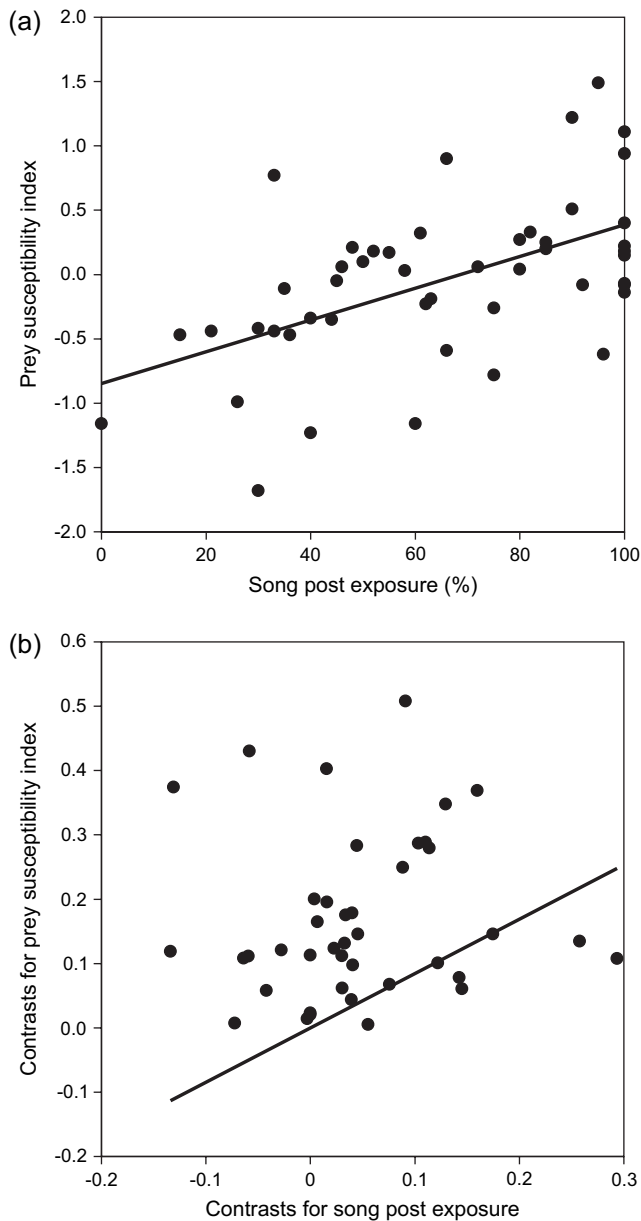 (a)
2.0
1.5
1.0
0.5
0.0
-0.5
-1.0
-1.5
-2.0
Prey susceptibility index
0 20 40 60 80 100
Song post exposure (%)
(b)
0.6
0.5
0.4
0.3
0.2
0.1
0.0
-0.1
-0.2
Contrasts for prey susceptibility index
-0.2 -0.1 0 0.1 0.2 0.3
Contrasts for song post exposure